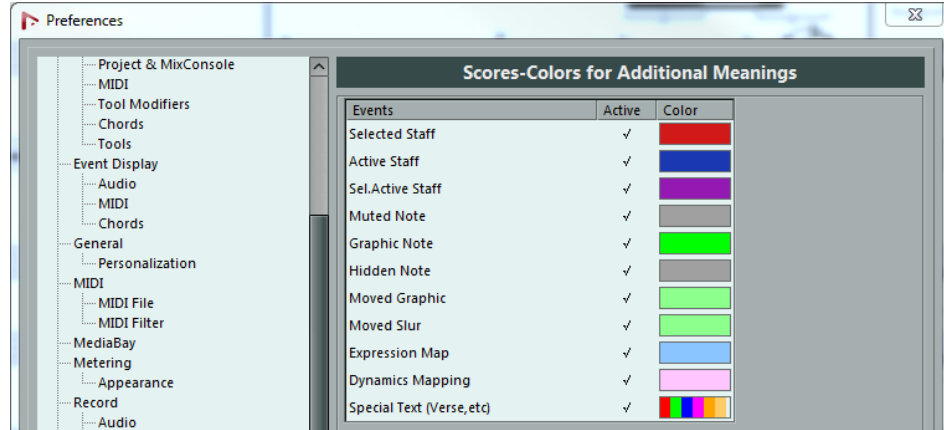 Preferences
Project & MixConsole
MIDI
Tool Modifiers
Chords
Tools
Event Display
Audio
MIDI
Chords
General
Personalization
MIDI
MIDI File
MIDI Filter
MediaBay
Metering
Appearance
Record
Audio
Scores-Colors for Additional Meanings
Events Active Color
Selected Staff
Active Staff
Sel.Active Staff
Muted Note
Graphic Note
Hidden Note
Moved Graphic
Moved Slur
Expression Map
Dynamics Mapping
Special Text (Verse,etc)